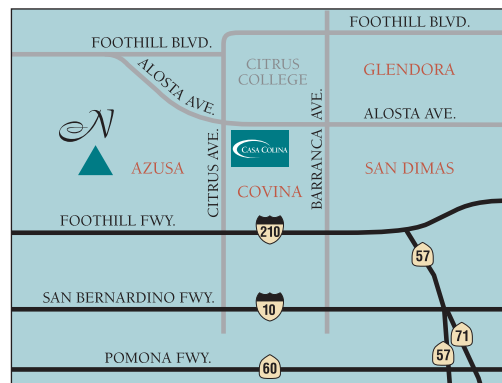 FOOTHILL BLVD.
FOOTHILL BLVD.
CITRUS
COLLEGE
GLENDORA
ALOSTA AVE.
ALOSTA AVE.
N
CASA COLINA
AZUSA
CITRUS AVE.
COVINA
BARRANCA AVE.
SAN DIMAS
FOOTHILL FWY.
210
57
SAN BERNARDINO FWY.
10
71
57
POMONA FWY.
60